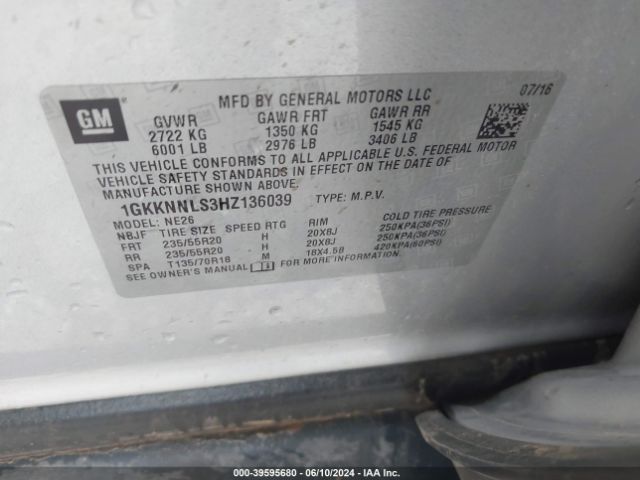 GM
MFD BY GENERAL MOTORS LLC 07/16
GVWR GAWR FRT GAWR RR
2722 KG 1350 KG 1545 KG
6001 LB 2976 LB 3406 LB
THIS VEHICLE CONFORMS TO ALL APPLICABLE U.S. FEDERAL MOTOR
VEHICLE SAFETY STANDARDS IN EFFECT ON THE DATE OF
MANUFACTURE SHOWN ABOVE.
1GKKNNLS3HZ136039 TYPE: M.P.V.
MODEL: NE26
NBJF TIRE SIZE SPEED RTG RIM COLD TIRE PRESSURE
FRT 235/55R20 H 20X8J 250KPA(36PSI)
RR 235/55R20 H 20X8J 250KPA(36PSI)
SPA T135/70R18 M 18X4.5B 420KPA(60PSI)
SEE OWNER'S MANUAL FOR MORE INFORMATION.
000-39595680 - 06/10/2024 - IAA Inc.